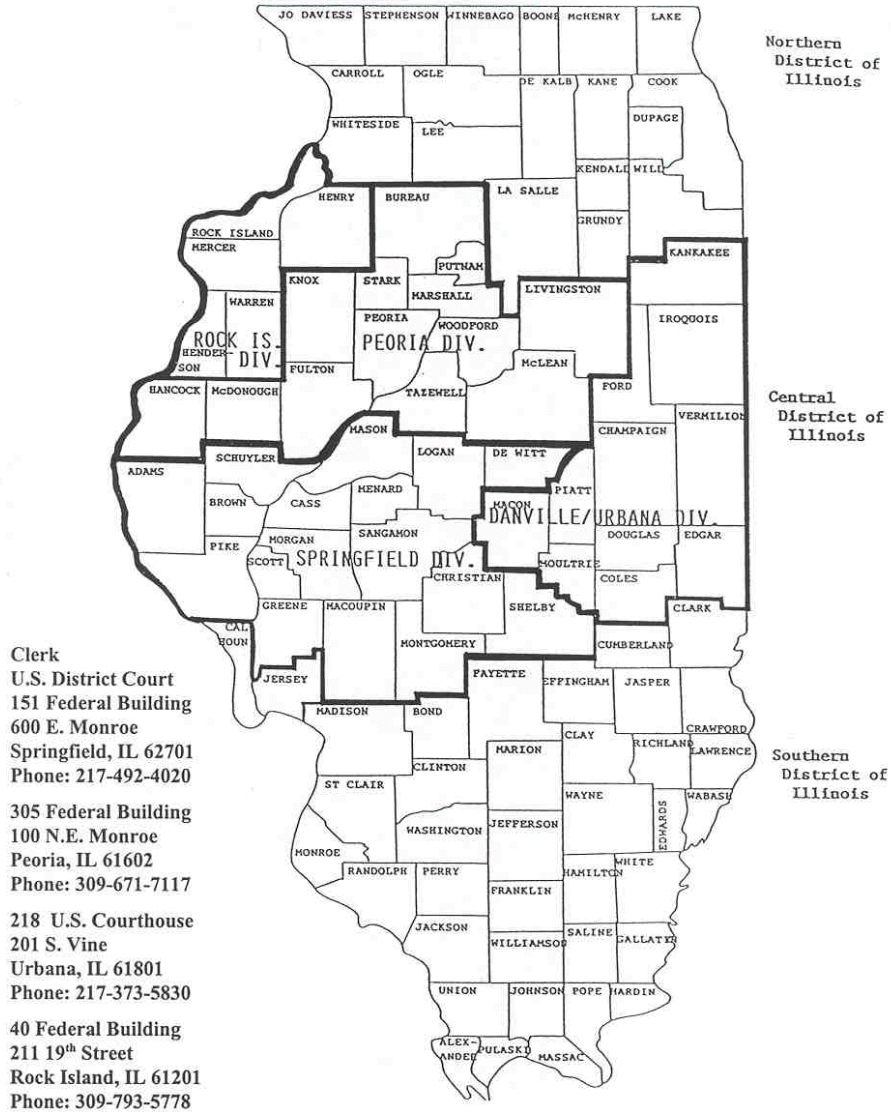 JO DAVIESS
STEPHENSON
WINNEBAGO
BOONE
McHENRY
LAKE
Northern
District of
Illinois
CARROLL
OGLE
DE KALB
KANE
COOK
DUPAGE
WHITESIDE
LEE
KENDALL
WILL
LA SALLE
HENRY
BUREAU
GRUNDY
ROCK ISLAND
MERCER
KANKAKEE
PUTNAM
KNOX
STARK
LIVINGSTON
MARSHALL
WARREN
PEORIA
IROQUOIS
WOODFORD
ROCK IS.
DIV.
PEORIA DIV.
HENDER-
SON
McLEAN
FULTON
FORD
HANCOCK
McDONOUGH
TAZEWELL
Central
District of
Illinois
VERMILION
MASON
CHAMPAIGN
LOGAN
DE WITT
SCHUYLER
ADAMS
MENARD
PIATT
BROWN
CASS
MACON
DANVILLE/URBANA DIV.
SANGAMON
MORGAN
DOUGLAS
EDGAR
PIKE
SCOTT
SPRINGFIELD DIV.
MOULTRIE
CHRISTIAN
COLES
GREENE
MACOUPIN
SHELBY
CLARK
CAL
HOUN
MONTGOMERY
CUMBERLAND
JERSEY
FAYETTE
EFFINGHAM
JASPER
MADISON
BOND
CRAWFORD
CLAY
RICHLAND
LAWRENCE
MARION
CLINTON
Southern
District of
Illinois
ST CLAIR
WAYNE
EDWARDS
WABASH
WASHINGTON
JEFFERSON
MONROE
RANDOLPH
PERRY
HAMILTON
WHITE
FRANKLIN
JACKSON
WILLIAMSON
SALINE
GALLATIN
UNION
JOHNSON
POPE
HARDIN
ALEX-
ANDER
PULASKI
MASSAC
Clerk
U.S. District Court
151 Federal Building
600 E. Monroe
Springfield, IL 62701
Phone: 217-492-4020
305 Federal Building
100 N.E. Monroe
Peoria, IL 61602
Phone: 309-671-7117
218 U.S. Courthouse
201 S. Vine
Urbana, IL 61801
Phone: 217-373-5830
40 Federal Building
211 19th Street
Rock Island, IL 61201
Phone: 309-793-5778